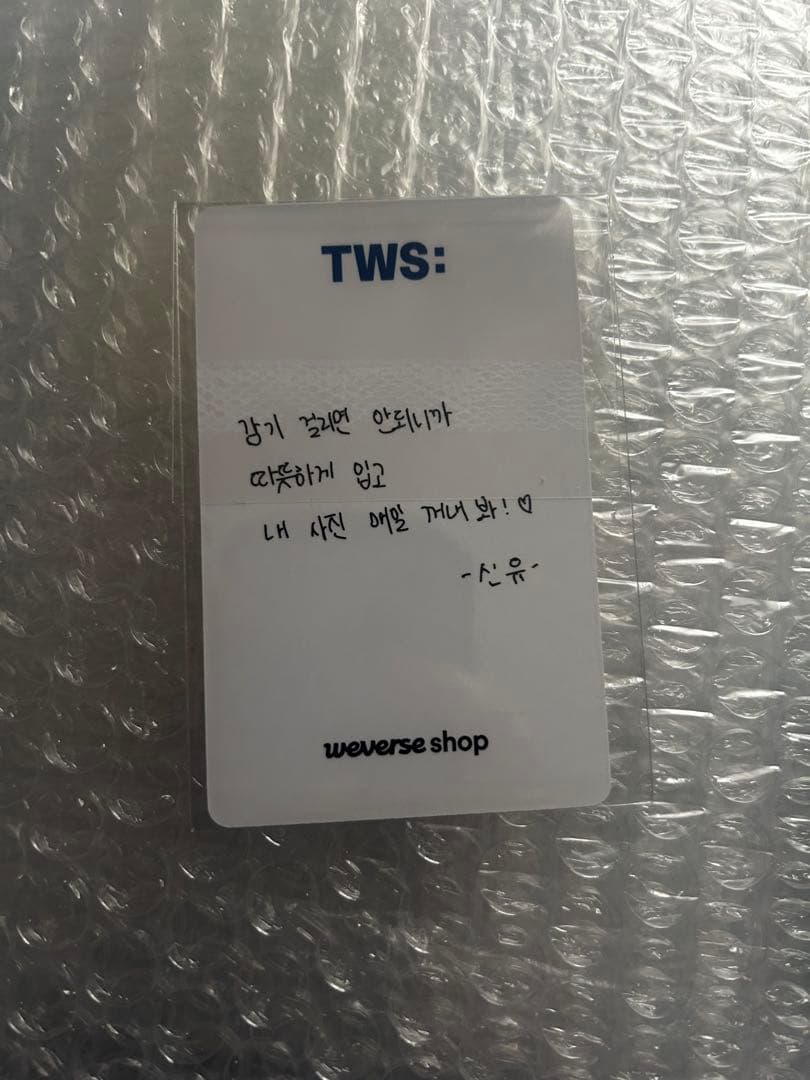 TWS:
감기 걸리면 안되니까
따뜻하게 입고
내 사진 매일 꺼내 봐!♡
-신유-
weverse shop